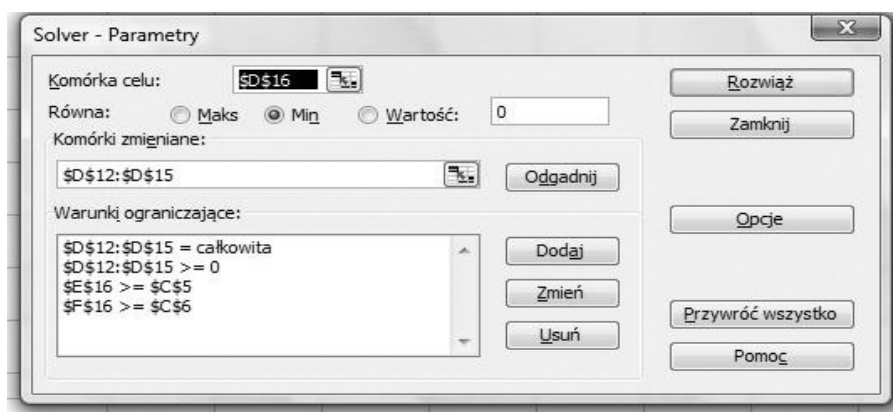 Solver - Parametry
Komórka celu: $D$16
Rozwiąż
Równa: Maks Min Wartość: 0
Zamknij
Komórki zmieniane:
$D$12:$D$15
Odgadnij
Warunki ograniczające:
Opcje
$D$12:$D$15 = całkowita
$D$12:$D$15 >= 0
$E$16 >= $C$5
$F$16 >= $C$6
Dodaj
Zmień
Usuń
Przywróć wszystko
Pomoc